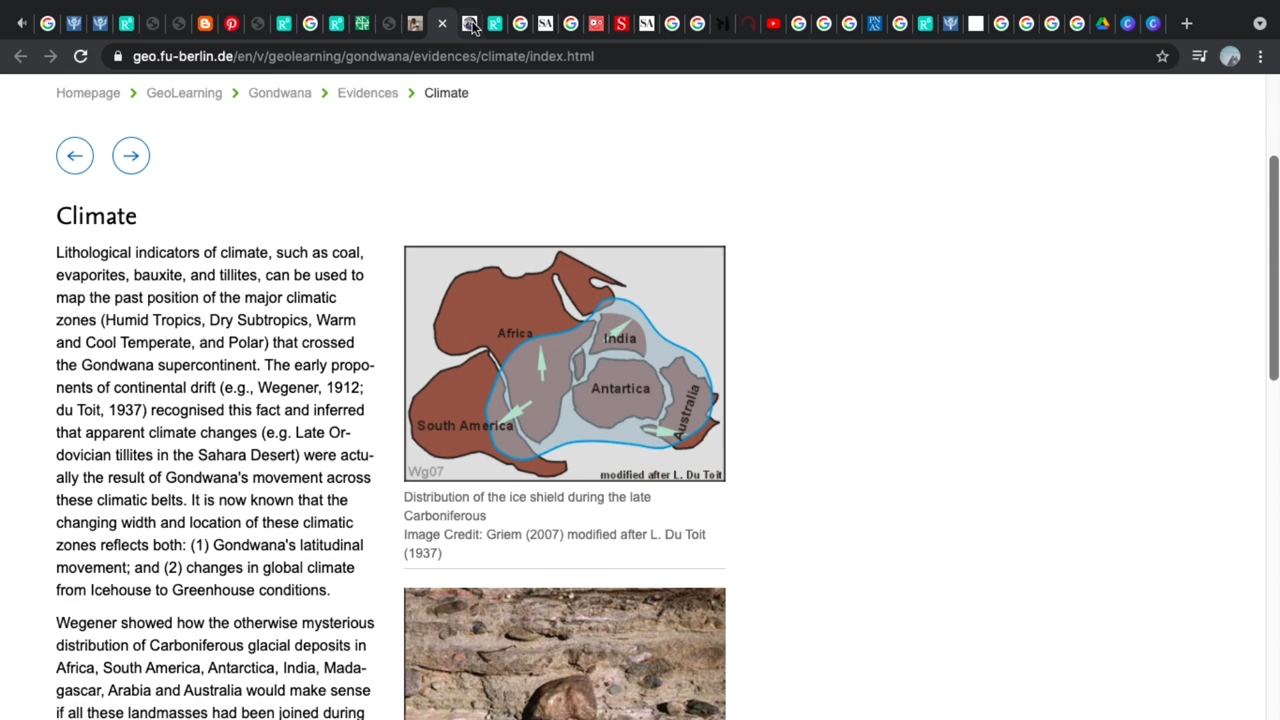 geo.fu-berlin.de/en/v/geolearning/gondwana/evidences/climate/index.html
Homepage > GeoLearning > Gondwana > Evidences > Climate
Climate
Lithological indicators of climate, such as coal,
evaporites, bauxite, and tillites, can be used to
map the past position of the major climatic
zones (Humid Tropics, Dry Subtropics, Warm
and Cool Temperate, and Polar) that crossed
the Gondwana supercontinent. The early propo-
nents of continental drift (e.g., Wegener, 1912;
du Toit, 1937) recognised this fact and inferred
that apparent climate changes (e.g. Late Or-
dovician tillites in the Sahara Desert) were actu-
ally the result of Gondwana's movement across
these climatic belts. It is now known that the
changing width and location of these climatic
zones reflects both: (1) Gondwana's latitudinal
movement; and (2) changes in global climate
from Icehouse to Greenhouse conditions.
Wegener showed how the otherwise mysterious
distribution of Carboniferous glacial deposits in
Africa, South America, Antarctica, India, Mada-
gascar, Arabia and Australia would make sense
if all these landmasses had been joined during
Africa
India
Antartica
Australia
South America
Wg07
modified after L. Du Toit
Distribution of the ice shield during the late
Carboniferous
Image Credit: Griem (2007) modified after L. Du Toit
(1937)